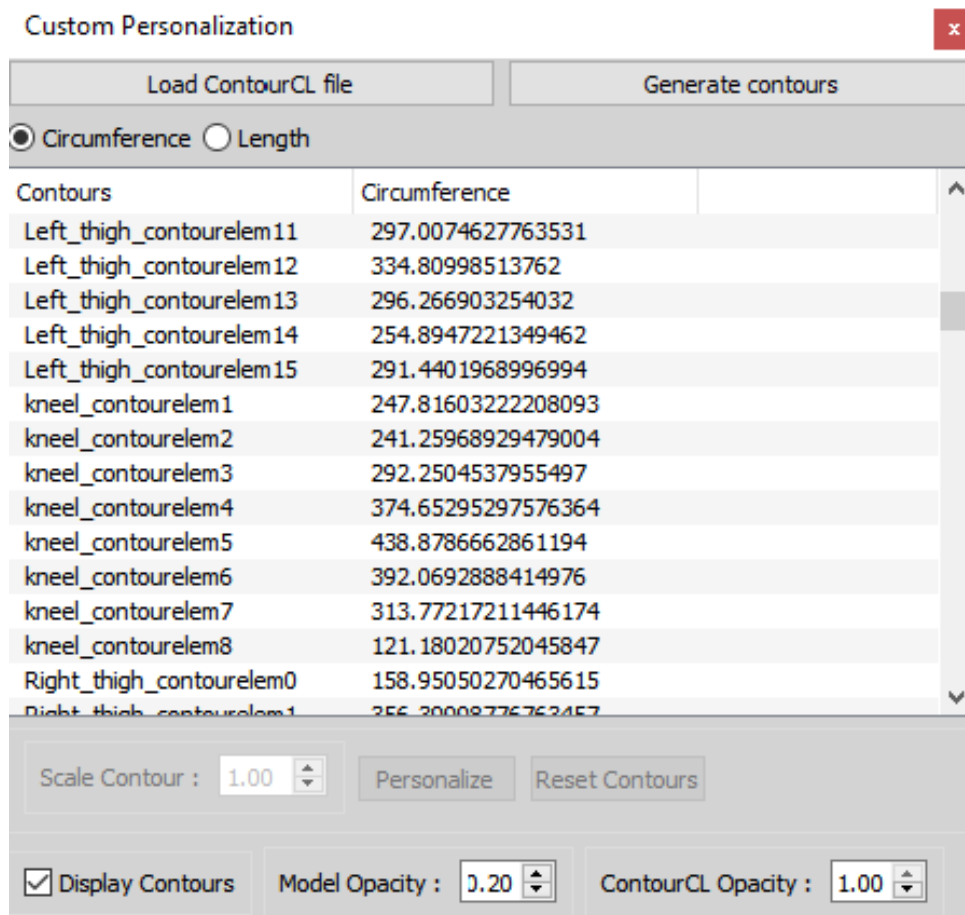 Custom Personalization
x
Load ContourCL file Generate contours
Circumference Length
Contours Circumference
Left_thigh_contourelem11 297.0074627763531
Left_thigh_contourelem12 334.80998513762
Left_thigh_contourelem13 296.266903254032
Left_thigh_contourelem14 254.8947221349462
Left_thigh_contourelem15 291.4401968996994
kneel_contourelem1 247.81603222208093
kneel_contourelem2 241.25968929479004
kneel_contourelem3 292.2504537955497
kneel_contourelem4 374.65295297576364
kneel_contourelem5 438.8786662861194
kneel_contourelem6 392.0692888414976
kneel_contourelem7 313.77217211446174
kneel_contourelem8 121.18020752045847
Right_thigh_contourelem0 158.95050270465615
Right_thigh_contourelem1
Scale Contour : 1.00 Personalize Reset Contours
Display Contours Model Opacity : 0.20 ContourCL Opacity : 1.00